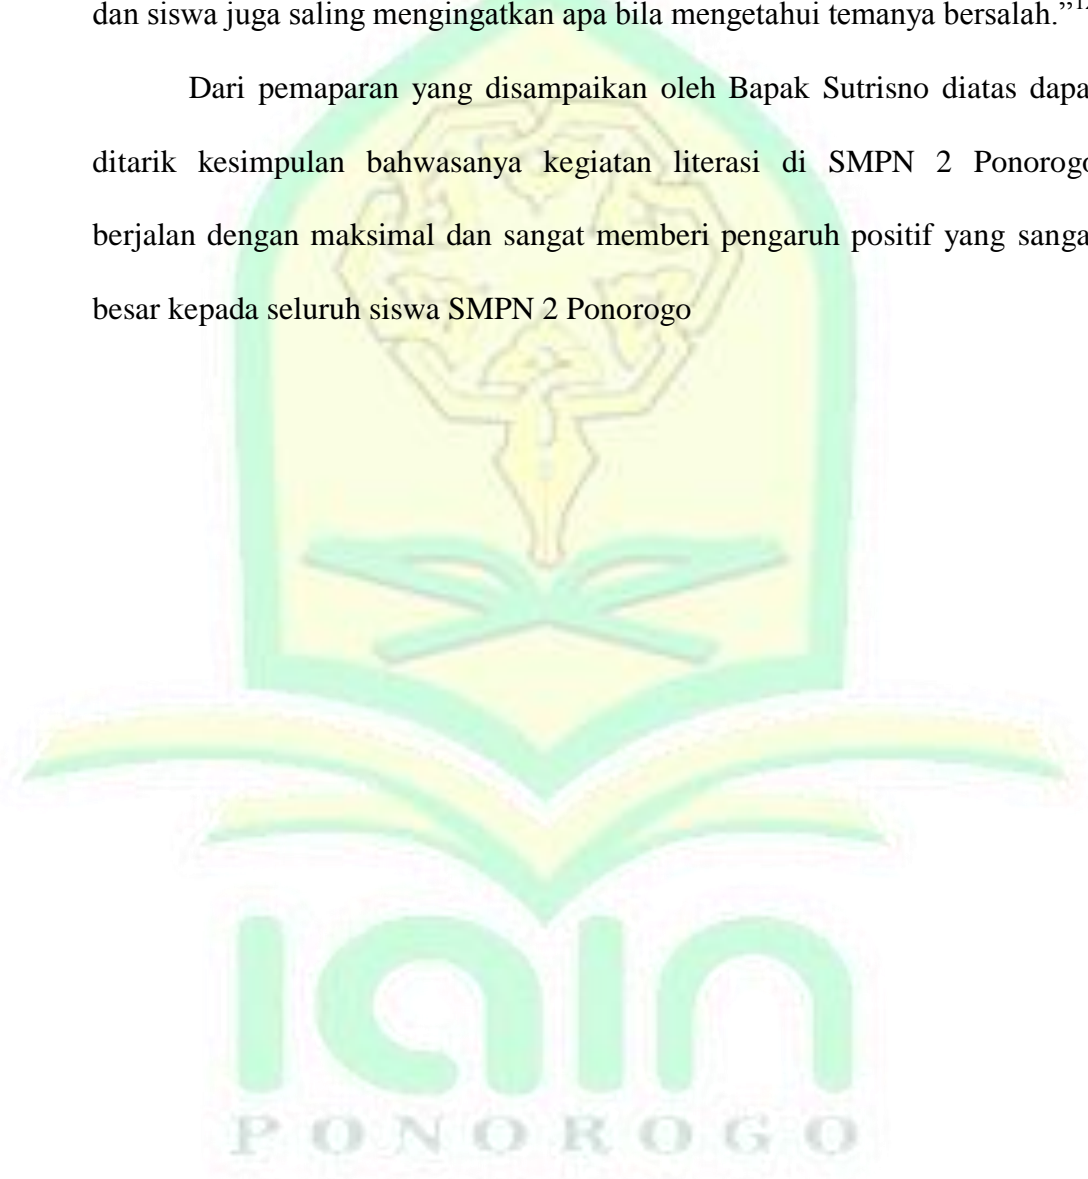 dan siswa juga saling mengingatkan apa bila mengetahui temanya bersalah.”
Dari pemaparan yang disampaikan oleh Bapak Sutrisno diatas dapa
ditarik kesimpulan bahwasanya kegiatan literasi di SMPN 2 Ponorogo
berjalan dengan maksimal dan sangat memberi pengaruh positif yang sanga
besar kepada seluruh siswa SMPN 2 Ponorogo
iain
PONOROGO